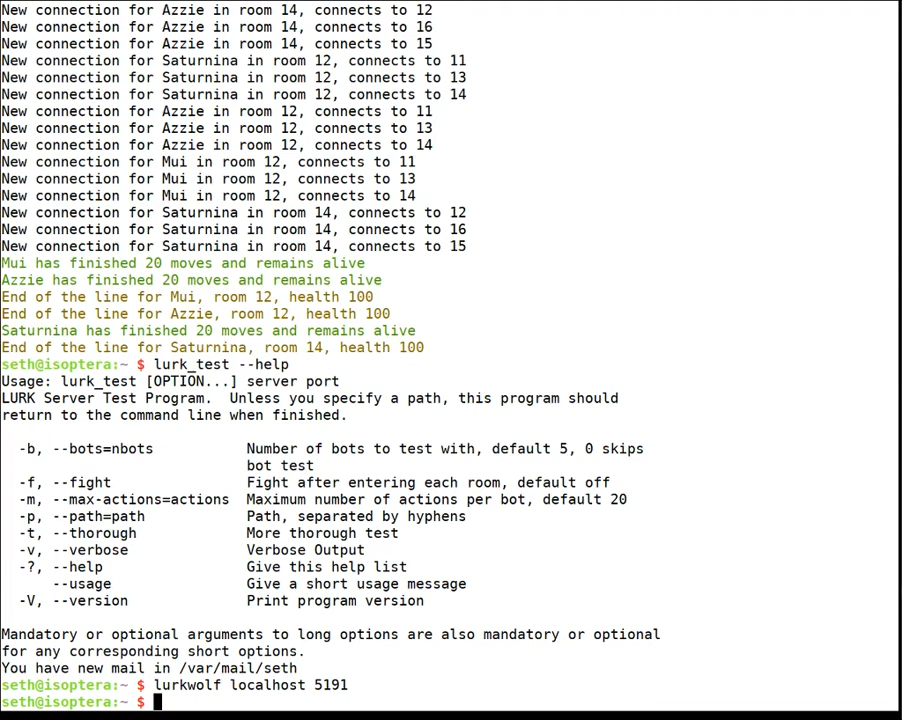 New connection for Azzie in room 14, connects to 12
New connection for Azzie in room 14, connects to 16
New connection for Azzie in room 14, connects to 15
New connection for Saturnina in room 12, connects to 11
New connection for Saturnina in room 12, connects to 13
New connection for Saturnina in room 12, connects to 14
New connection for Azzie in room 12, connects to 11
New connection for Azzie in room 12, connects to 13
New connection for Azzie in room 12, connects to 14
New connection for Mui in room 12, connects to 11
New connection for Mui in room 12, connects to 13
New connection for Mui in room 12, connects to 14
New connection for Saturnina in room 14, connects to 12
New connection for Saturnina in room 14, connects to 16
New connection for Saturnina in room 14, connects to 15
Mui has finished 20 moves and remains alive
Azzie has finished 20 moves and remains alive
End of the line for Mui, room 12, health 100
End of the line for Azzie, room 12, health 100
Saturnina has finished 20 moves and remains alive
End of the line for Saturnina, room 14, health 100
seth@isoptera:~ $ lurk_test --help
Usage: lurk_test [OPTION...] server port
LURK Server Test Program.  Unless you specify a path, this program should
return to the command line when finished.
  -b, --bots=nbots           Number of bots to test with, default 5, 0 skips
                             bot test
  -f, --fight                Fight after entering each room, default off
  -m, --max-actions=actions  Maximum number of actions per bot, default 20
  -p, --path=path            Path, separated by hyphens
  -t, --thorough             More thorough test
  -v, --verbose              Verbose Output
  -?, --help                 Give this help list
      --usage                Give a short usage message
  -V, --version              Print program version
Mandatory or optional arguments to long options are also mandatory or optional
for any corresponding short options.
You have new mail in /var/mail/seth
seth@isoptera:~ $ lurkwolf localhost 5191
seth@isoptera:~ $